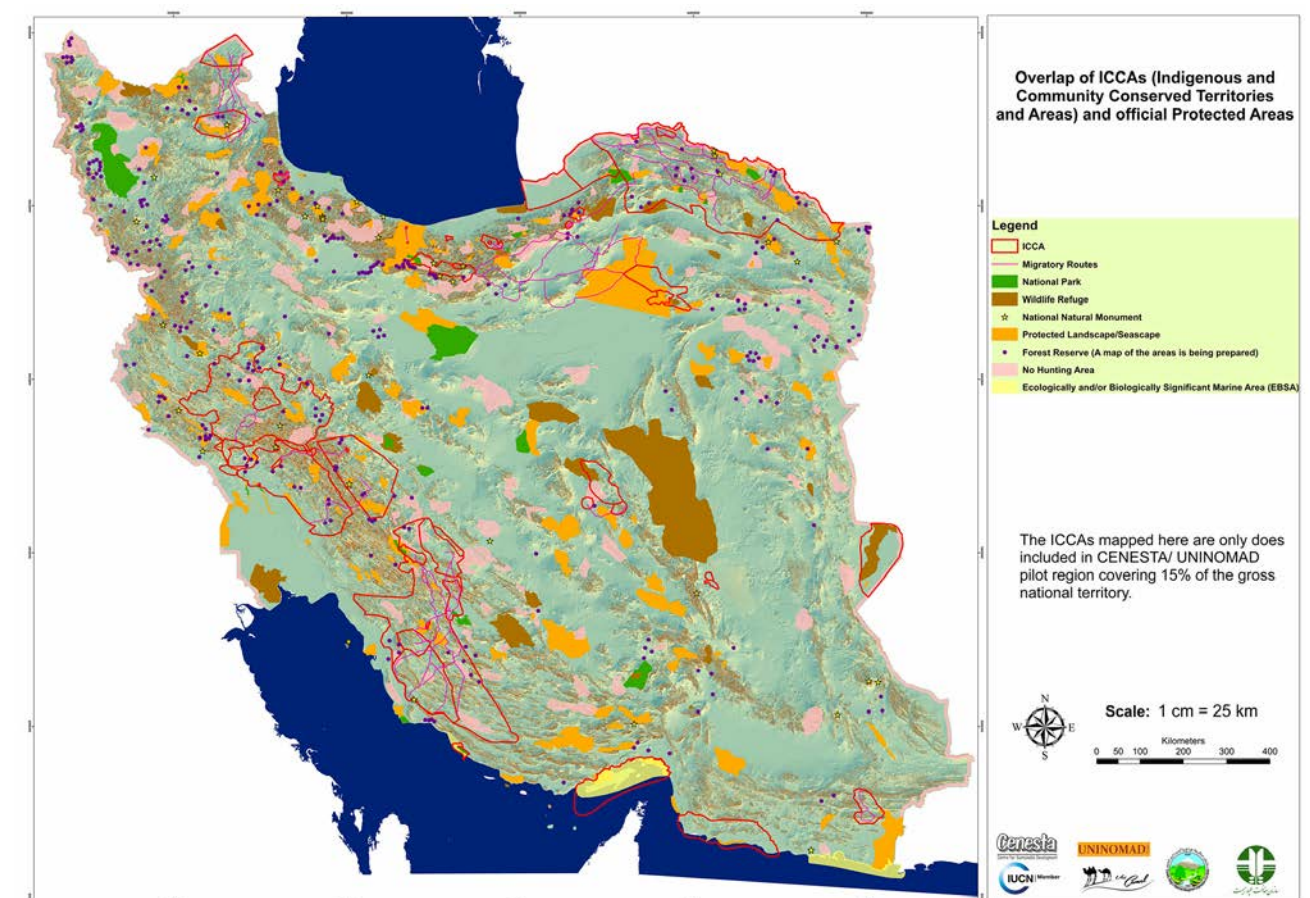 Overlap of ICCAs (Indigenous and
Community Conserved Territories
and Areas) and official Protected Areas
Legend
ICCA
Migratory Routes
National Park
Wildlife Refuge
National Natural Monument
Protected Landscape/Seascape
Forest Reserve (A map of the areas is being prepared)
No Hunting Area
Ecologically and/or Biologically Significant Marine Area (EBSA)
The ICCAs mapped here are only does
included in CENESTA/ UNINOMAD
pilot region covering 15% of the gross
national territory.
N
W E
S
Scale: 1 cm = 25 km
Kilometers
0 50 100 200 300 400
Cenesta
Centre for Sustainable Development
IUCN Member
UNINOMAD